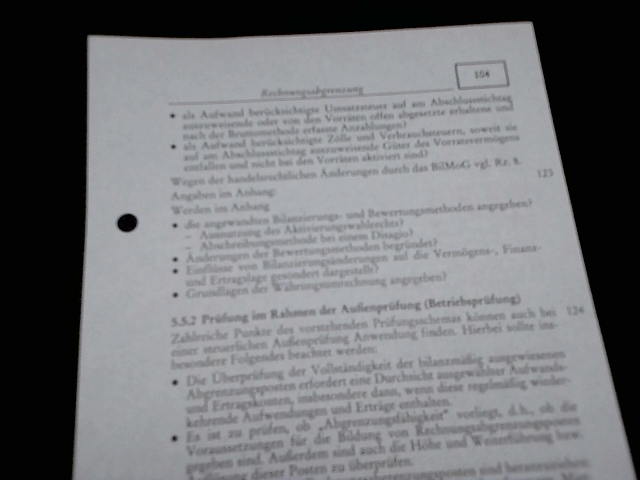 Rechnungsabgrenzung
104
• als Aufwand berücksichtigte Umsatzsteuer auf am Abschlussstichtag
auszuweisende oder von den Vorräten offen abgesetzte erhaltene und
nach der Bruttomethode erfasste Anzahlungen?
• als Aufwand berücksichtigte Zölle und Verbrauchsteuern, soweit sie
auf am Abschlussstichtag auszuweisende Güter des Vorratsvermögens
entfallen und nicht bei den Vorräten aktiviert sind?
Wegen der handelsrechtlichen Änderungen durch das BilMoG vgl. Rz. 8.
Angaben im Anhang: 123
Werden im Anhang
• die angewandten Bilanzierungs- und Bewertungsmethoden angegeben?
– Ausnutzung des Aktivierungswahlrechts?
– Abschreibungsmethode bei einem Disagio?
• Änderungen der Bewertungsmethoden begründet?
• Einflüsse von Bilanzierungsänderungen auf die Vermögens-, Finanz-
und Ertragslage gesondert dargestellt?
• Grundlagen der Währungsumrechnung angegeben?
5.5.2 Prüfung im Rahmen der Außenprüfung (Betriebsprüfung)
Zahlreiche Punkte des vorstehenden Prüfungsschemas können auch bei 124
einer steuerlichen Außenprüfung Anwendung finden. Hierbei sollte ins-
besondere Folgendes beachtet werden:
• Die Überprüfung der Vollständigkeit der bilanzmäßig ausgewiesenen
Abgrenzungsposten erfordert eine Durchsicht ausgewählter Aufwands-
und Ertragskonten, insbesondere dann, wenn diese regelmäßig wieder-
kehrende Aufwendungen und Erträge enthalten.
• Es ist zu prüfen, ob „Abgrenzungsfähigkeit" vorliegt, d.h., ob die
Voraussetzungen für die Bildung von Rechnungsabgrenzungsposten
gegeben sind. Außerdem sind auch die Höhe und Weiterführung bzw.
Auflösung dieser Posten zu überprüfen.